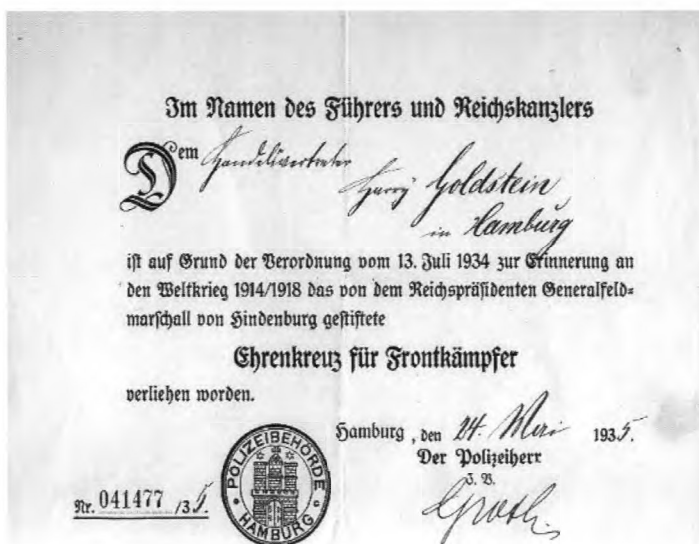 Im Namen des Führers und Reichskanzlers
Dem Handelsvertreter
Harry Goldstein
in Hamburg
ist auf Grund der Verordnung vom 13. Juli 1934 zur Erinnerung an
den Weltkrieg 1914/1918 das von dem Reichspräsidenten Generalfeld-
marschall von Hindenburg gestiftete
Ehrenkreuz für Frontkämpfer
verliehen worden.
Hamburg, den 24. Mai 1935.
Der Polizeiherr
I. V.
POLIZEIBEHÖRDE
HAMBURG
Nr. 041477 /35.